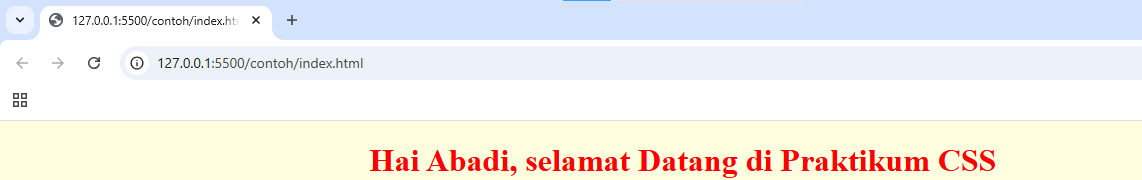 127.0.0.1:5500/contoh/index.htm
127.0.0.1:5500/contoh/index.html
Hai Abadi, selamat Datang di Praktikum CSS